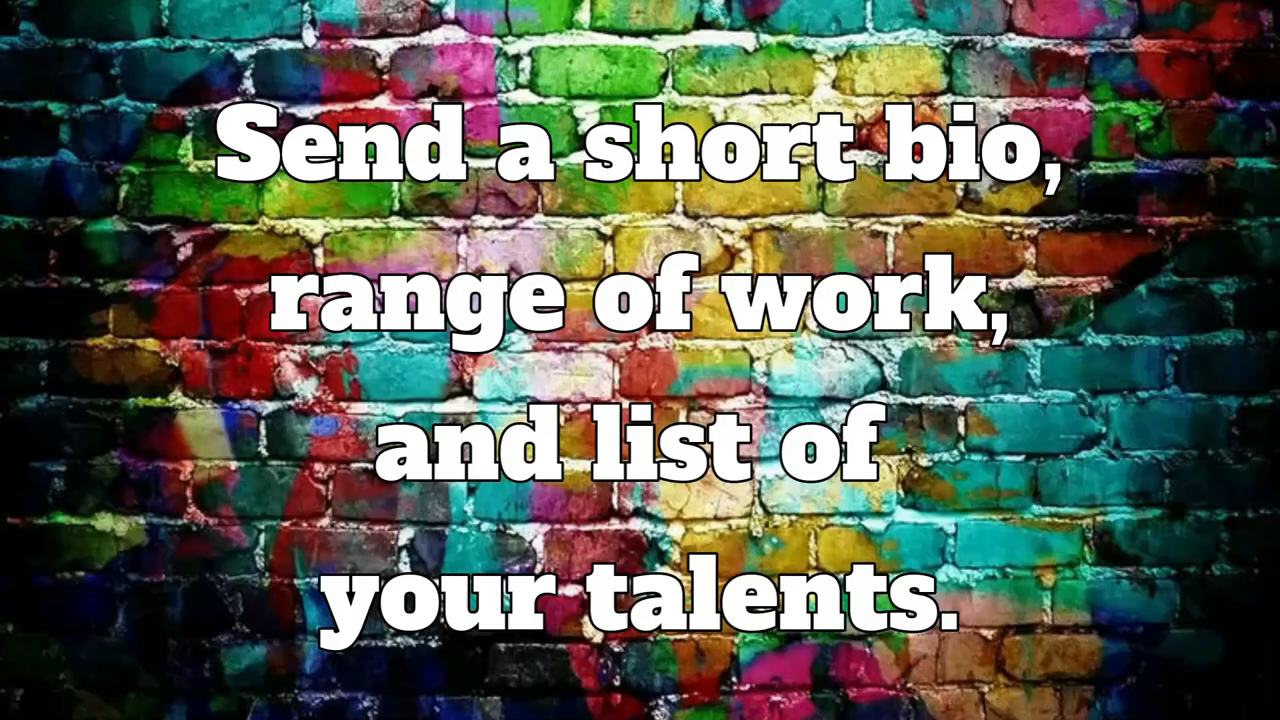 Send a short bio,
range of work,
and list of
your talents.